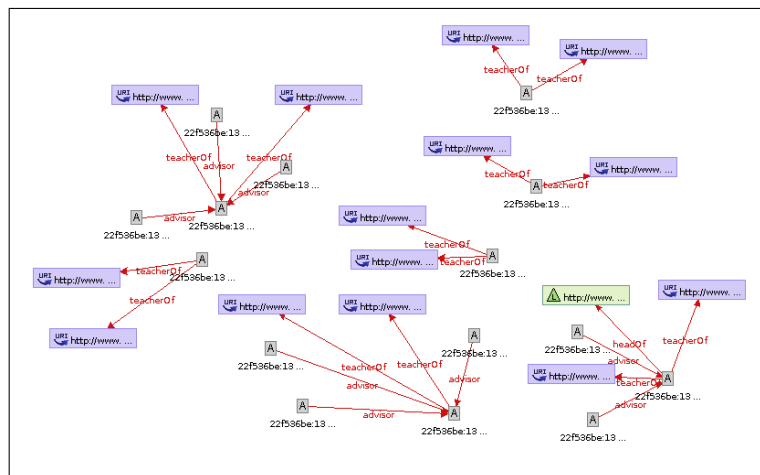 URI http://www. ...
URI http://www. ...
teacherOf
teacherOf
A
22f536be:13 ...
URI http://www. ...
URI http://www. ...
A
22f536be:13 ...
teacherOf
advisor
teacherOf
A
22f536be:13 ...
advisor
A
advisor
22f536be:13 ...
A
22f536be:13 ...
URI http://www. ...
URI http://www. ...
teacherOf
teacherOf
A
22f536be:13 ...
URI http://www. ...
URI http://www. ...
teacherOf
teacherOf
A
22f536be:13 ...
A
22f536be:13 ...
URI http://www. ...
teacherOf
teacherOf
URI http://www. ...
URI http://www. ...
URI http://www. ...
teacherOf
teacherOf
A
22f536be:13 ...
A
22f536be:13 ...
advisor
advisor
A
22f536be:13 ...
advisor
A
22f536be:13 ...
http://www. ...
URI http://www. ...
headOf
teacherOf
A
22f536be:13 ...
advisor
URI http://www. ...
teacherOf
A
22f536be:13 ...
advisor
A
22f536be:13 ...